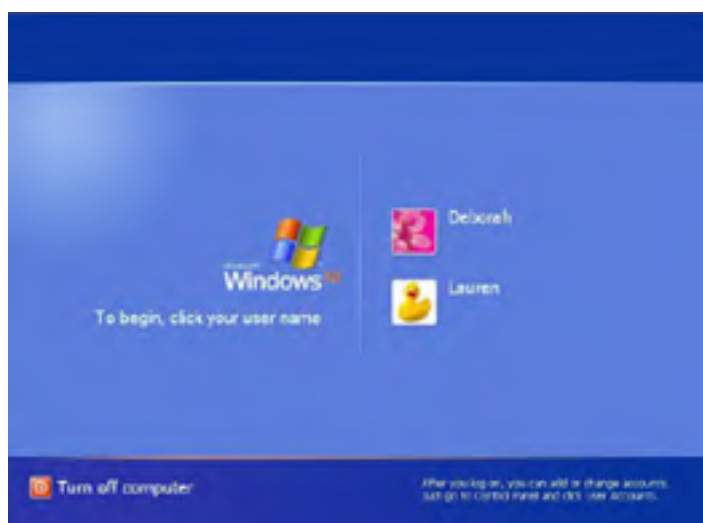 Microsoft
Windows xp
To begin, click your user name
Deborah
Lauren
Turn off computer
After you log on, you can add or change accounts.
Just go to Control Panel and click User Accounts.